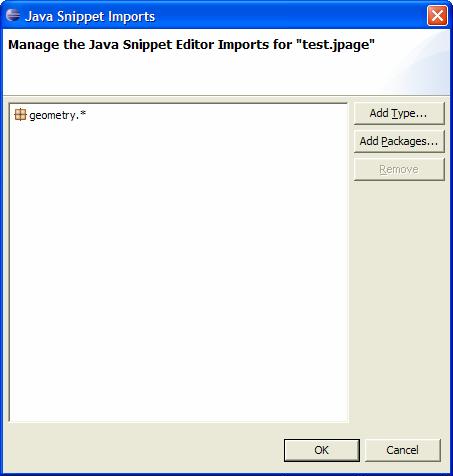 Java Snippet Imports
Manage the Java Snippet Editor Imports for "test.jpage"
geometry.*
Add Type...
Add Packages...
Remove
OK
Cancel